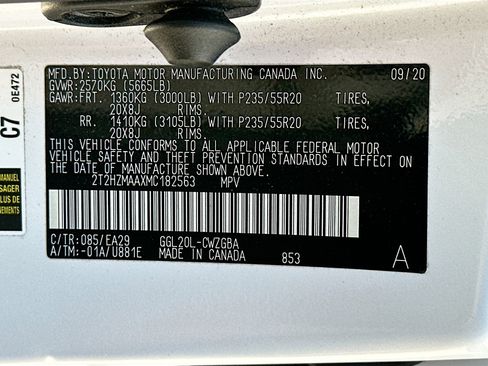 MFD.BY:TOYOTA MOTOR MANUFACTURING CANADA INC. 09/20
GVWR:2570KG (5665LB)
GAWR:FRT. 1360KG (3000LB) WITH P235/55R20 TIRES,
20X8J RIMS.
RR. 1410KG (3105LB) WITH P235/55R20 TIRES,
20X8J RIMS.
THIS VEHICLE CONFORMS TO ALL APPLICABLE FEDERAL MOTOR
VEHICLE SAFETY AND THEFT PREVENTION STANDARDS IN EFFECT ON
THE DATE OF MANUFACTURE SHOWN ABOVE.
2T2HZMAAXMC182563 MPV
C/TR:085/EA29 GGL20L-CWZGBA
A/TM:-01A/U881E MADE IN CANADA 853 A
C7
0E472